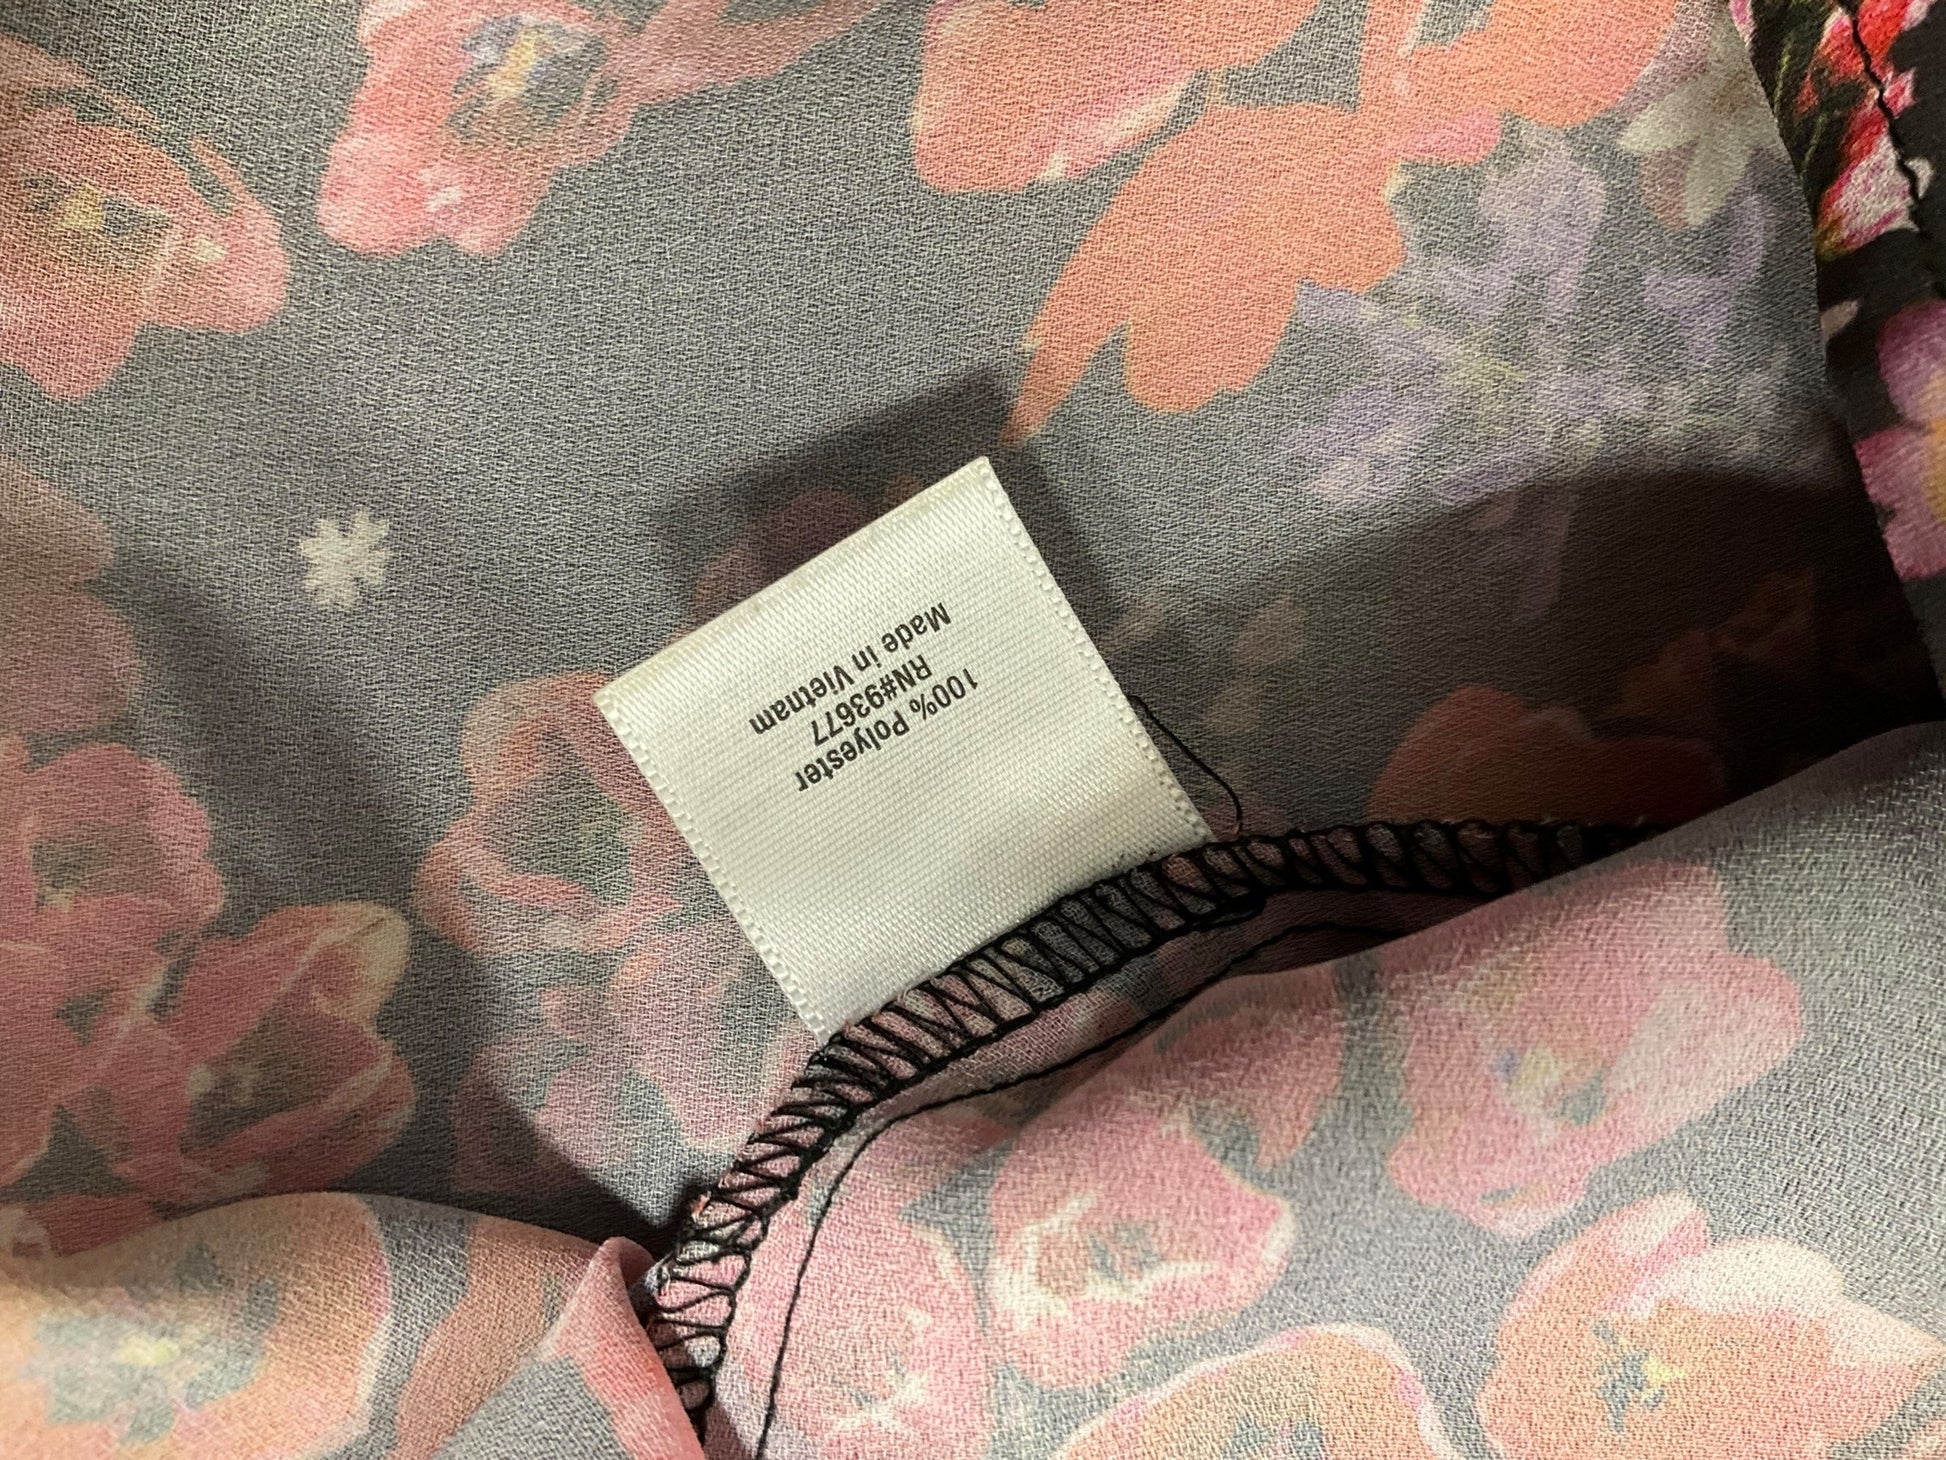 100% Polyester
RN#93677
Made in Vietnam